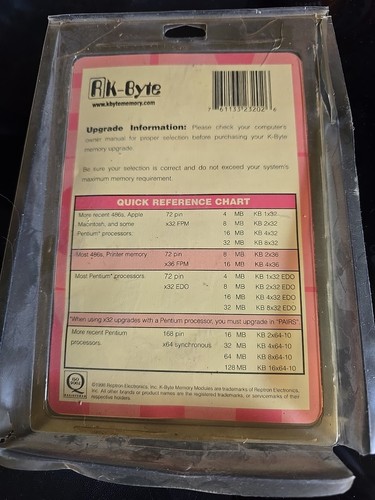 K-Byte
www.kbytememory.com
7 61133 23202 6
Upgrade Information: Please check your computer's
owner manual for proper selection before purchasing your K-Byte
memory upgrade.
Be sure your selection is correct and do not exceed your system's
maximum memory requirement.
QUICK REFERENCE CHART
More recent 486s, Apple 72 pin 4 MB KB 1x32
Macintosh, and some x32 FPM 8 MB KB 2x32
Pentium® processors. 16 MB KB 4x32
32 MB KB 8x32
Most 486s, Printer memory 72 pin 8 MB KB 2x36
x36 FPM 16 MB KB 4x36
Most Pentium® processors. 72 pin 4 MB KB 1x32 EDO
x32 EDO 8 MB KB 2x32 EDO
16 MB KB 4x32 EDO
32 MB KB 8x32 EDO
*When using x32 upgrades with a Pentium processor, you must upgrade in "PAIRS"
More recent Pentium 168 pin 16 MB KB 2x64-10
processors. x64 synchronous 32 MB KB 4x64-10
64 MB KB 8x64-10
128 MB KB 16x64-10
©1996 Reptron Electronics, Inc. K-Byte Memory Modules are trademarks of Reptron Electronics,
Inc. All other brands or product names are the registered trademarks, or servicemarks of their
respective holders.